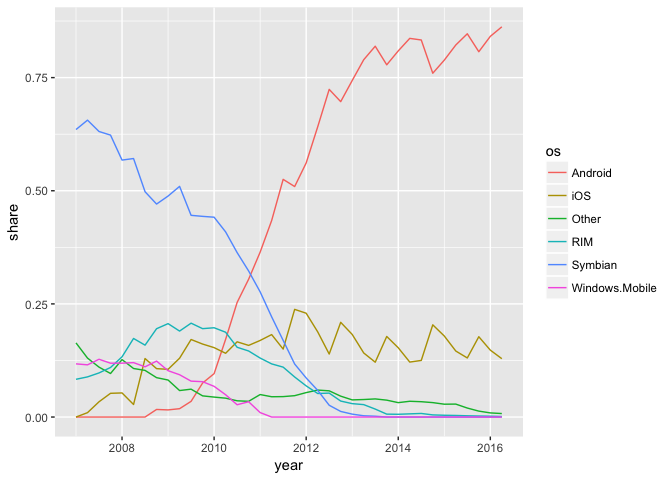 share
0.75
0.50
0.25
0.00
2008 2010 2012 2014 2016
year
os
Android
iOS
Other
RIM
Symbian
Windows.Mobile